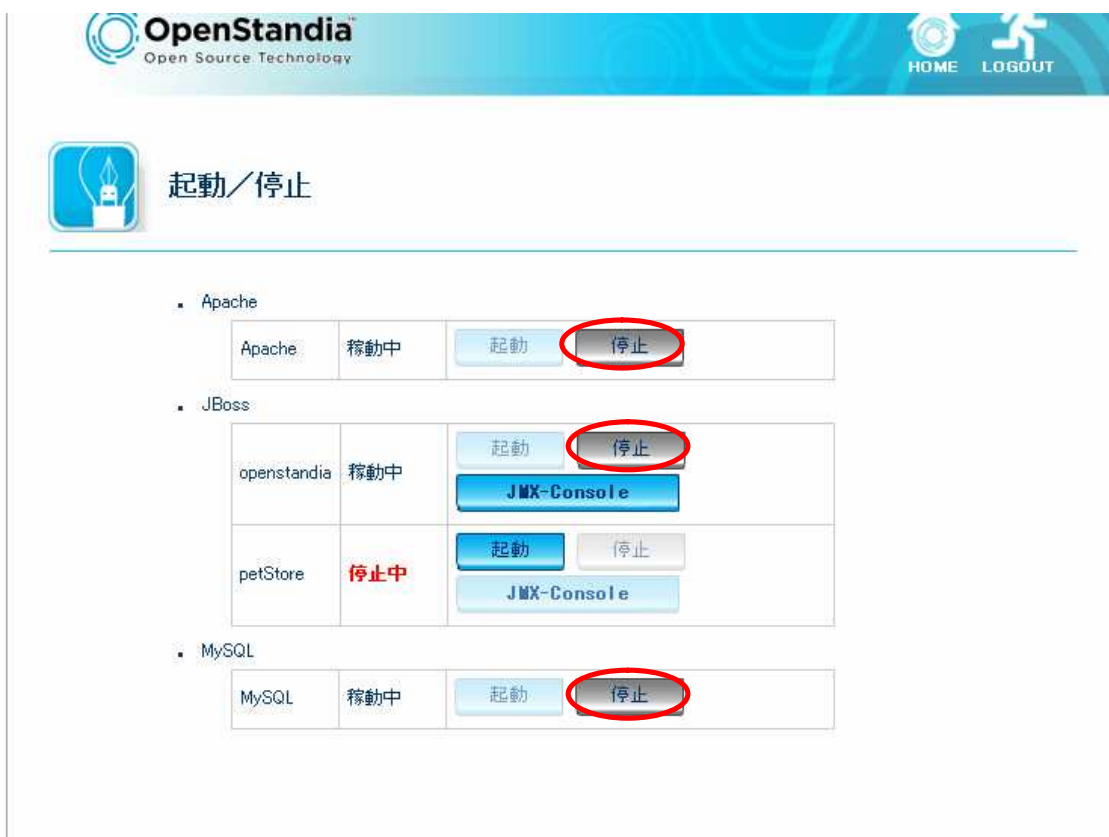 OpenStandia
Open Source Technology
HOME LOGOUT
起動／停止
Apache
Apache 稼動中 起動 停止
JBoss
openstandia 稼動中 起動 停止
JMX-Console
petStore 停止中 起動 停止
JMX-Console
MySQL
MySQL 稼動中 起動 停止